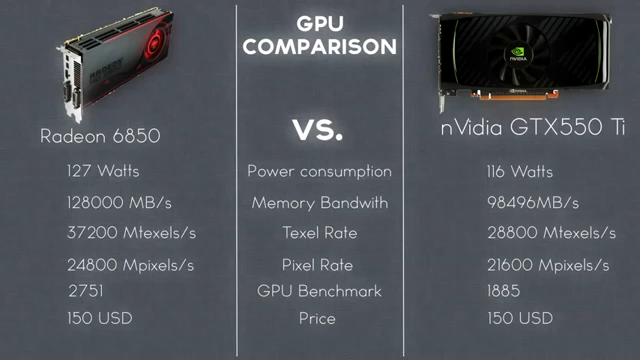 GPU
COMPARISON
RADEON
NVIDIA
Radeon 6850
VS.
nVidia GTX550 Ti
127 Watts
Power consumption
116 Watts
128000 MB/s
Memory Bandwith
98496MB/s
37200 Mtexels/s
Texel Rate
28800 Mtexels/s
24800 Mpixels/s
Pixel Rate
21600 Mpixels/s
2751
GPU Benchmark
1885
150 USD
Price
150 USD